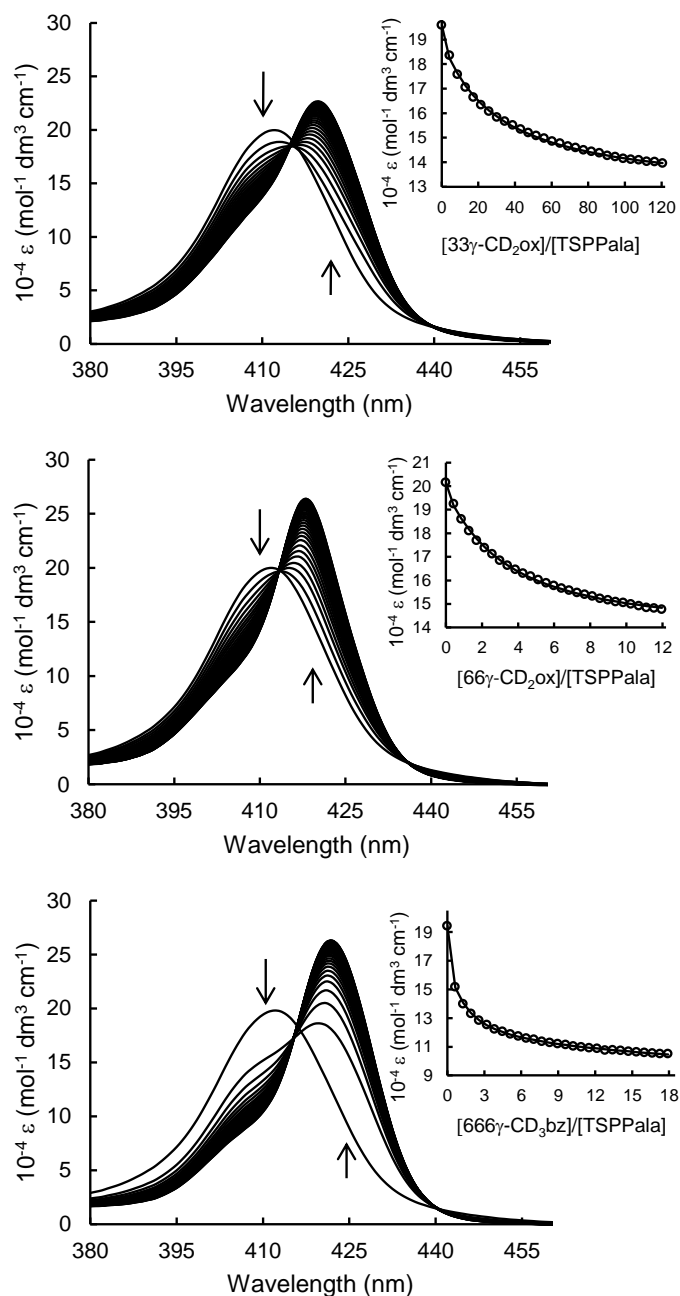 30
25
20
15
10
5
0
10⁻⁴ ε (mol⁻¹ dm³ cm⁻¹)
380 395 410 425 440 455
Wavelength (nm)
19
18
17
16
15
14
13
10⁻⁴ ε (mol⁻¹ dm³ cm⁻¹)
0 20 40 60 80 100 120
[33γ-CD₂ox]/[TSPPala]
30
25
20
15
10
5
0
10⁻⁴ ε (mol⁻¹ dm³ cm⁻¹)
380 395 410 425 440 455
Wavelength (nm)
21
20
19
18
17
16
15
14
10⁻⁴ ε (mol⁻¹ dm³ cm⁻¹)
0 2 4 6 8 10 12
[66γ-CD₂ox]/[TSPPala]
30
25
20
15
10
5
0
10⁻⁴ ε (mol⁻¹ dm³ cm⁻¹)
380 395 410 425 440 455
Wavelength (nm)
19
17
15
13
11
9
10⁻⁴ ε (mol⁻¹ dm³ cm⁻¹)
0 3 6 9 12 15 18
[666γ-CD₃bz]/[TSPPala]